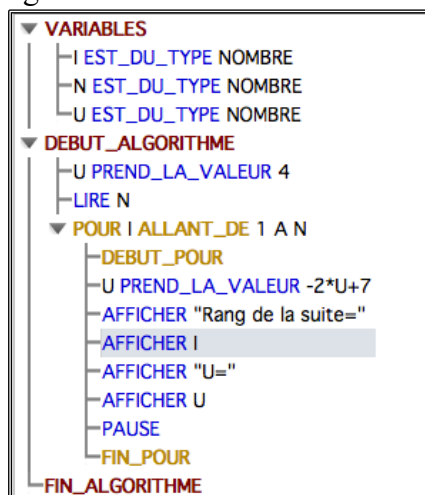 VARIABLES
I EST_DU_TYPE NOMBRE
N EST_DU_TYPE NOMBRE
U EST_DU_TYPE NOMBRE
DEBUT_ALGORITHME
U PREND_LA_VALEUR 4
LIRE N
POUR I ALLANT_DE 1 A N
DEBUT_POUR
U PREND_LA_VALEUR -2*U+7
AFFICHER "Rang de la suite="
AFFICHER I
AFFICHER "U="
AFFICHER U
PAUSE
FIN_POUR
FIN_ALGORITHME